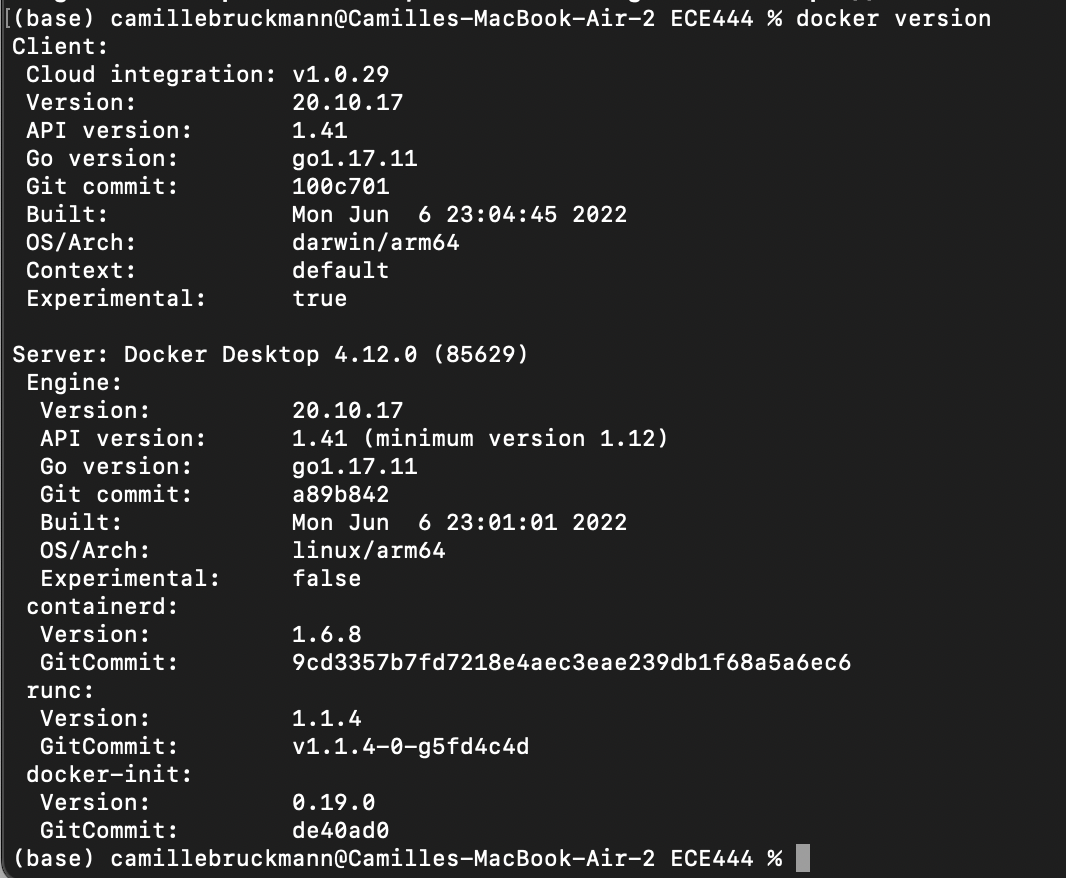 (base) camillebruckmann@Camilles-MacBook-Air-2 ECE444 % docker version
Client:
 Cloud integration: v1.0.29
 Version:           20.10.17
 API version:       1.41
 Go version:        go1.17.11
 Git commit:        100c701
 Built:             Mon Jun  6 23:04:45 2022
 OS/Arch:           darwin/arm64
 Context:           default
 Experimental:      true

Server: Docker Desktop 4.12.0 (85629)
 Engine:
  Version:          20.10.17
  API version:      1.41 (minimum version 1.12)
  Go version:       go1.17.11
  Git commit:       a89b842
  Built:            Mon Jun  6 23:01:01 2022
  OS/Arch:          linux/arm64
  Experimental:     false
 containerd:
  Version:          1.6.8
  GitCommit:        9cd3357b7fd7218e4aec3eae239db1f68a5a6ec6
 runc:
  Version:          1.1.4
  GitCommit:        v1.1.4-0-g5fd4c4d
 docker-init:
  Version:          0.19.0
  GitCommit:        de40ad0
(base) camillebruckmann@Camilles-MacBook-Air-2 ECE444 %